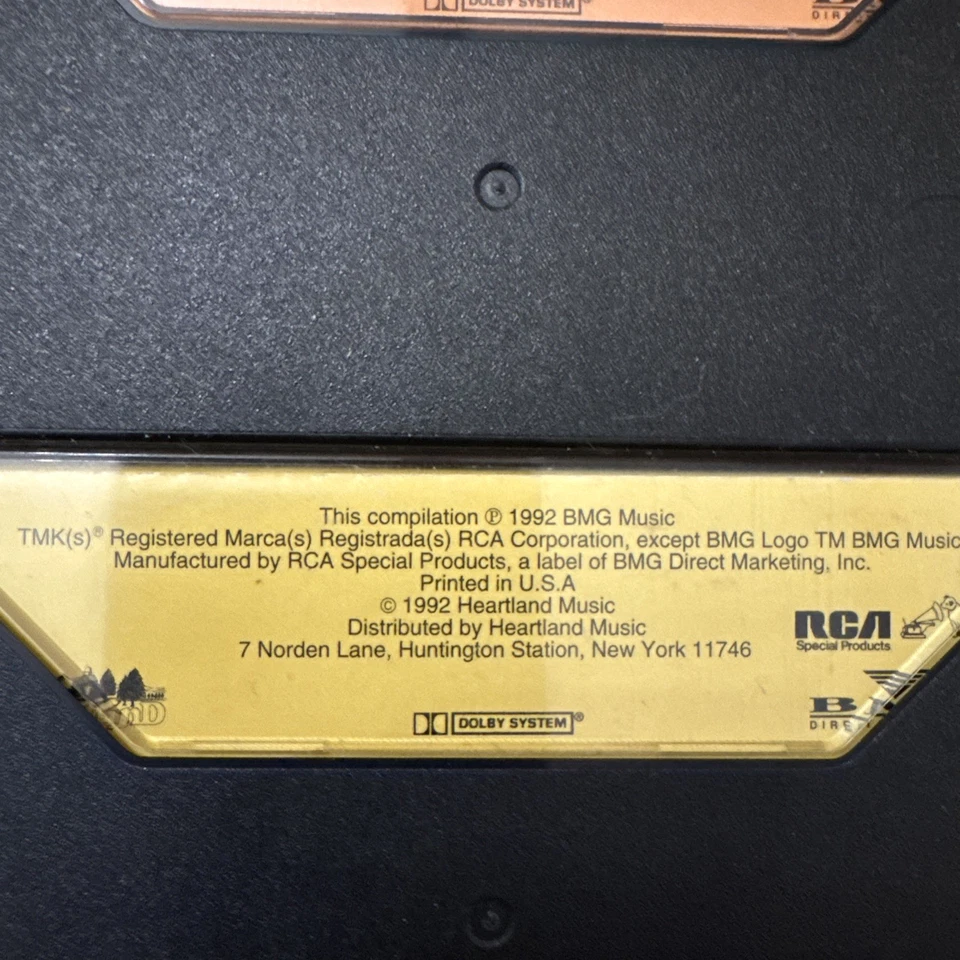 DOLBY SYSTEM®
DIR
This compilation ℗ 1992 BMG Music
TMK(s)® Registered Marca(s) Registrada(s) RCA Corporation, except BMG Logo TM BMG Music
Manufactured by RCA Special Products, a label of BMG Direct Marketing, Inc.
Printed in U.S.A
© 1992 Heartland Music
Distributed by Heartland Music
7 Norden Lane, Huntington Station, New York 11746
RCA
Special Products
DOLBY SYSTEM®
DIRE